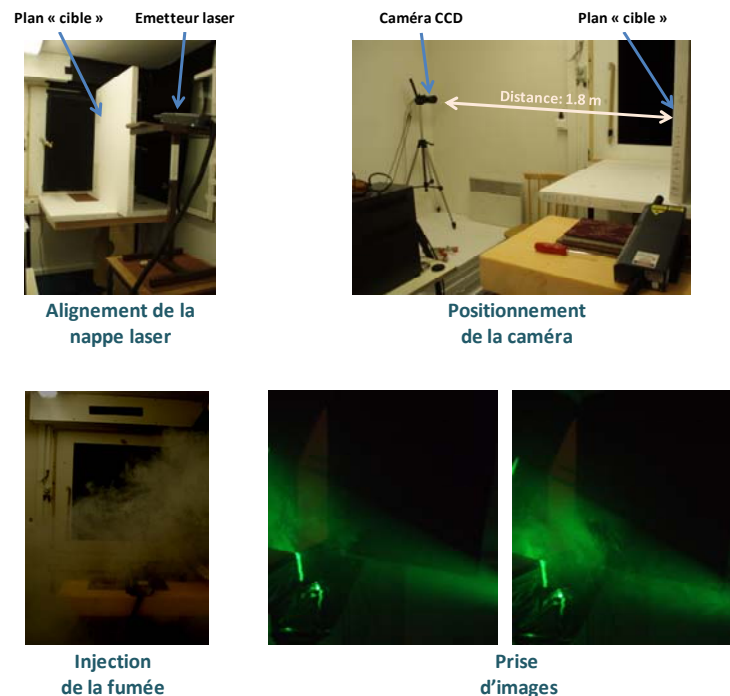 Plan « cible » Emetteur laser
Caméra CCD Plan « cible »
Distance: 1.8 m
Alignement de la
nappe laser
Positionnement
de la caméra
Injection
de la fumée
Prise
d'images